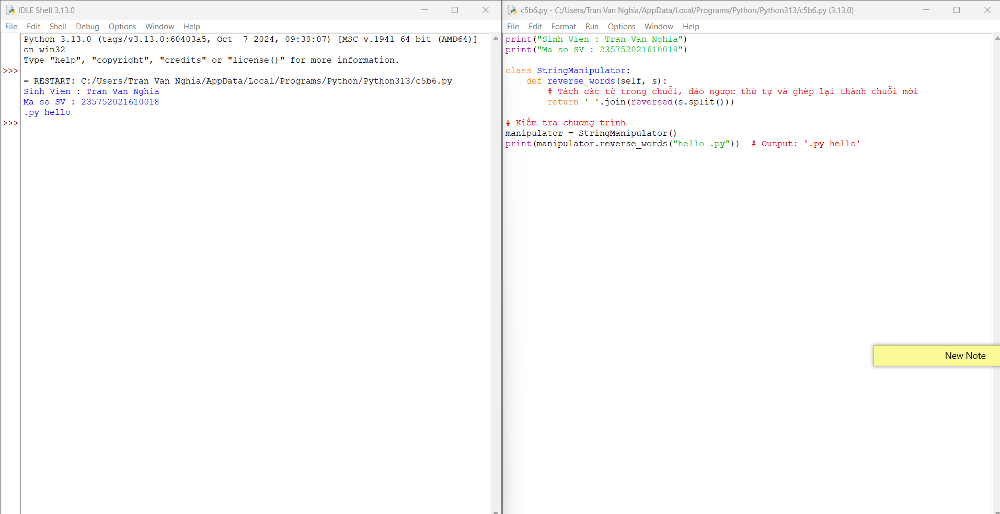 IDLE Shell 3.13.0
File Edit Shell Debug Options Window Help
Python 3.13.0 (tags/v3.13.0:60403a5, Oct  7 2024, 09:38:07) [MSC v.1941 64 bit (AMD64)]
on win32
Type "help", "copyright", "credits" or "license()" for more information.
>>>
= RESTART: C:/Users/Tran Van Nghia/AppData/Local/Programs/Python/Python313/c5b6.py
Sinh Vien : Tran Van Nghia
Ma so SV : 235752021610018
.py hello
>>>
c5b6.py - C:/Users/Tran Van Nghia/AppData/Local/Programs/Python/Python313/c5b6.py (3.13.0)
File Edit Format Run Options Window Help
print("Sinh Vien : Tran Van Nghia")
print("Ma so SV : 235752021610018")
class StringManipulator:
    def reverse_words(self, s):
        # Tách các từ trong chuỗi, đảo ngược thứ tự và ghép lại thành chuỗi mới
        return ' '.join(reversed(s.split()))
# Kiểm tra chương trình
manipulator = StringManipulator()
print(manipulator.reverse_words("hello .py"))  # Output: '.py hello'
New Note